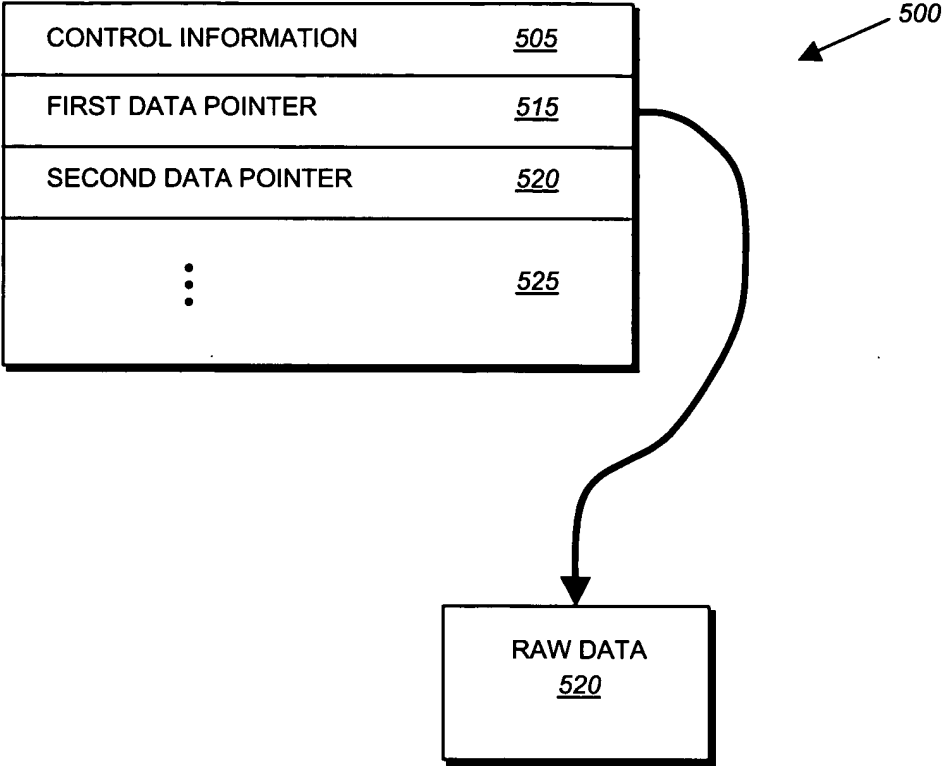 500
CONTROL INFORMATION 505
FIRST DATA POINTER 515
SECOND DATA POINTER 520
525
RAW DATA
520